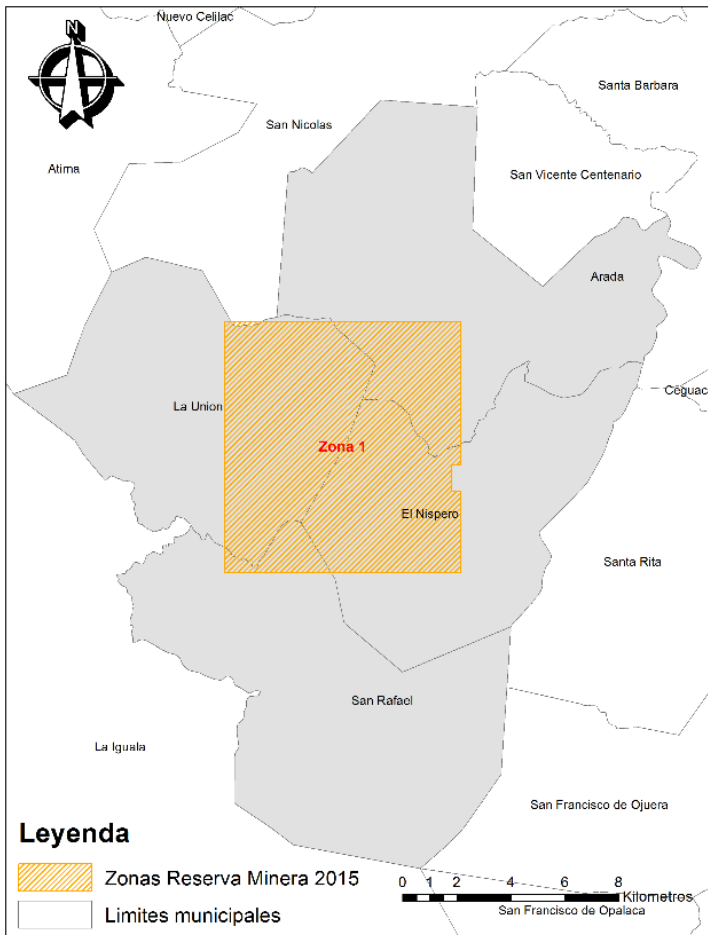 Nuevo Celilac
N
Santa Barbara
San Nicolas
Atima
San Vicente Centenario
Arada
Ceguac
La Union
Zona 1
El Nispero
Santa Rita
San Rafael
La Iguala
San Francisco de Ojuera
Leyenda
Zonas Reserva Minera 2015
Limites municipales
0 1 2 4 6 8
Kilometros
San Francisco de Opalaca